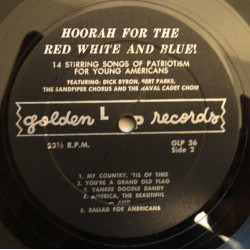 HOORAH FOR THE
RED WHITE AND BLUE!
14 STIRRING SONGS OF PATRIOTISM
FOR YOUNG AMERICANS
FEATURING: DICK BYRON, BERT PARKS,
THE SANDPIPER CHORUS AND THE NAVAL CADET CHOIR
golden L p records
33⅓ R.P.M. GLP 36
Side 2
1. MY COUNTRY, 'TIS OF THEE
2. YOU'RE A GRAND OLD FLAG
3. YANKEE DOODLE DANDY
4. AMERICA, THE BEAUTIFUL
AND
5. BALLAD FOR AMERICANS